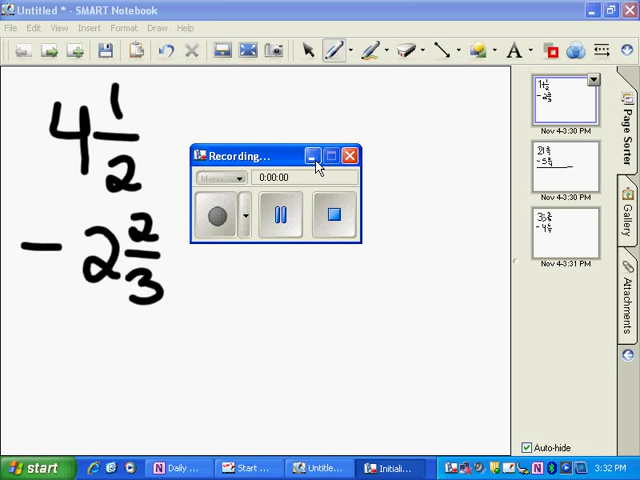 Untitled * - SMART Notebook
File Edit View Insert Format Draw
4 1/2
- 2 2/3
Recording...
Menu...
0:00:00
Nov 4-3:30 PM
Nov 4-3:30 PM
Nov 4-3:31 PM
Page Sorter
Gallery
Attachments
Auto-hide
start
Daily ...
Start ...
Untitle...
Initiali...
3:32 PM